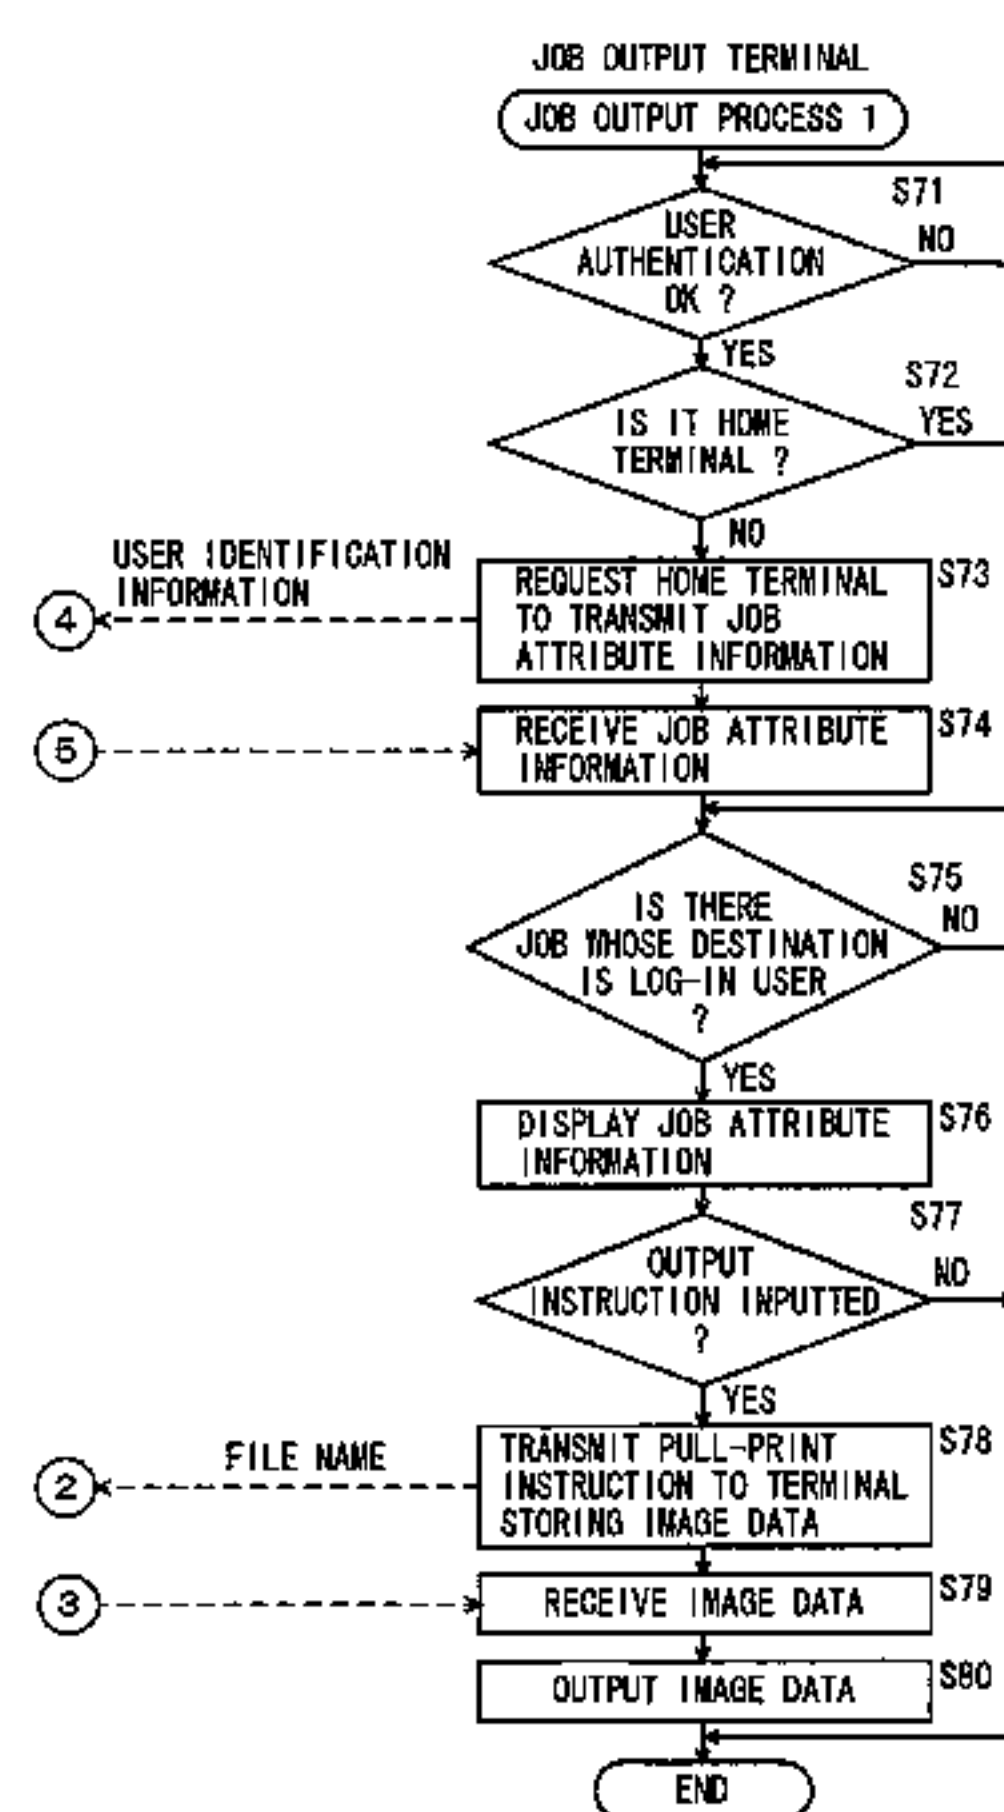 JOB OUTPUT TERMINAL
JOB OUTPUT PROCESS 1
S71
USER
AUTHENTICATION
OK ?
NO
YES
S72
IS IT HOME
TERMINAL ?
YES
NO
USER IDENTIFICATION
INFORMATION
4
REQUEST HOME TERMINAL
TO TRANSMIT JOB
ATTRIBUTE INFORMATION
S73
5
RECEIVE JOB ATTRIBUTE
INFORMATION
S74
S75
IS THERE
JOB WHOSE DESTINATION
IS LOG-IN USER
?
NO
YES
DISPLAY JOB ATTRIBUTE
INFORMATION
S76
S77
OUTPUT
INSTRUCTION INPUTTED
?
NO
YES
FILE NAME
2
TRANSMIT PULL-PRINT
INSTRUCTION TO TERMINAL
STORING IMAGE DATA
S78
3
RECEIVE IMAGE DATA
S79
OUTPUT IMAGE DATA
S80
END